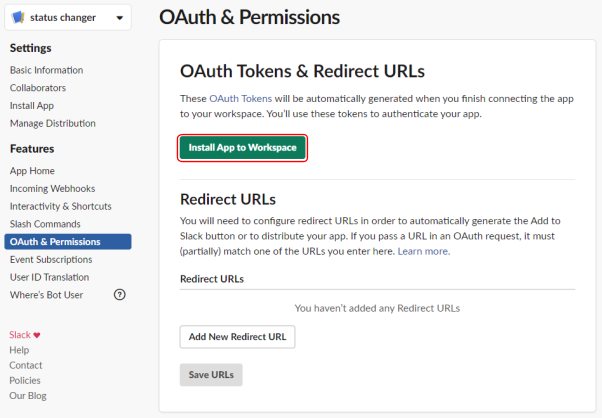 status changer
Settings
Basic Information
Collaborators
Install App
Manage Distribution
Features
App Home
Incoming Webhooks
Interactivity & Shortcuts
Slash Commands
OAuth & Permissions
Event Subscriptions
User ID Translation
Where's Bot User
?
Slack
Help
Contact
Policies
Our Blog
OAuth & Permissions
OAuth Tokens & Redirect URLs
These OAuth Tokens will be automatically generated when you finish connecting the app
to your workspace. You'll use these tokens to authenticate your app.
Install App to Workspace
Redirect URLs
You will need to configure redirect URLs in order to automatically generate the Add to
Slack button or to distribute your app. If you pass a URL in an OAuth request, it must
(partially) match one of the URLs you enter here. Learn more.
Redirect URLs
You haven't added any Redirect URLs
Add New Redirect URL
Save URLs